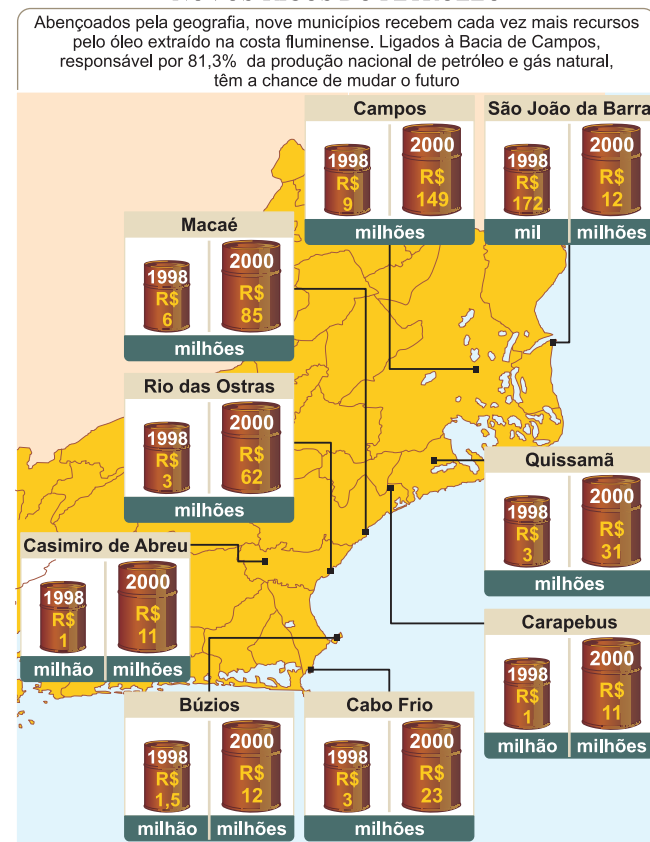 Abençoados pela geografia, nove municípios recebem cada vez mais recursos
pelo óleo extraído na costa fluminense. Ligados à Bacia de Campos,
responsável por 81,3% da produção nacional de petróleo e gás natural,
têm a chance de mudar o futuro
Campos
1998
R$
9
2000
R$
149
milhões
São João da Barra
1998
R$
172
mil
2000
R$
12
milhões
Macaé
1998
R$
6
2000
R$
85
milhões
Rio das Ostras
1998
R$
3
2000
R$
62
milhões
Quissamã
1998
R$
3
2000
R$
31
milhões
Casimiro de Abreu
1998
R$
1
milhão
2000
R$
11
milhões
Carapebus
1998
R$
1
milhão
2000
R$
11
milhões
Búzios
1998
R$
1,5
milhão
2000
R$
12
milhões
Cabo Frio
1998
R$
3
2000
R$
23
milhões